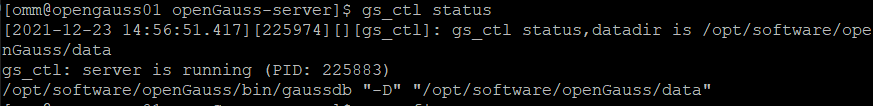 [omm@opengauss01 openGauss-server]$ gs_ctl status
[2021-12-23 14:56:51.417][225974][][gs_ctl]: gs_ctl status,datadir is /opt/software/ope
nGauss/data
gs_ctl: server is running (PID: 225883)
/opt/software/openGauss/bin/gaussdb "-D" "/opt/software/openGauss/data"